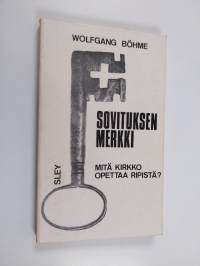 WOLFGANG BÖHME
SOVITUKSEN
MERKKI
MITÄ KIRKKO
OPETTAA RIPISTÄ?
SLEY